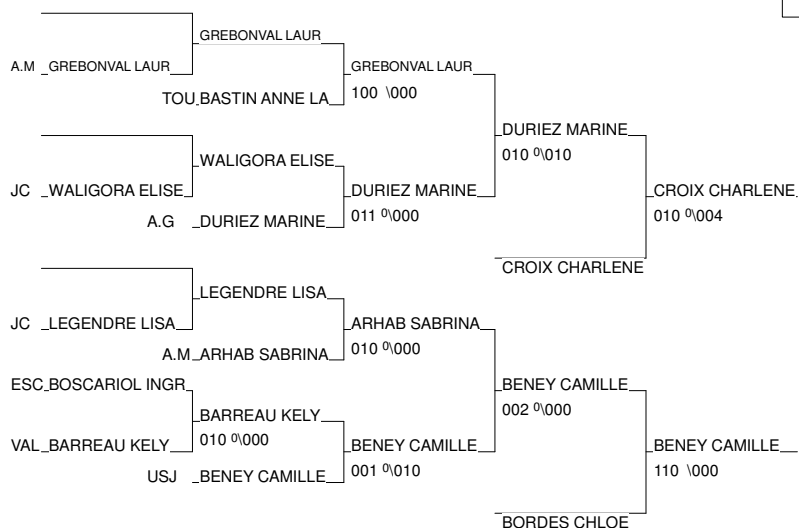 GREBONVAL LAUR
A.M GREBONVAL LAUR GREBONVAL LAUR
TOU BASTIN ANNE LA 100 \000
DURIEZ MARINE
010 0\010
WALIGORA ELISE
JC WALIGORA ELISE DURIEZ MARINE CROIX CHARLENE
011 0\000 010 0\004
A.G DURIEZ MARINE
CROIX CHARLENE
LEGENDRE LISA
JC LEGENDRE LISA ARHAB SABRINA
A.M ARHAB SABRINA 010 0\000
ESC BOSCARIOL INGR BENEY CAMILLE
002 0\000
BARREAU KELY
010 0\000
VAL BARREAU KELY BENEY CAMILLE BENEY CAMILLE
001 0\010 110 \000
USJ BENEY CAMILLE
BORDES CHLOE